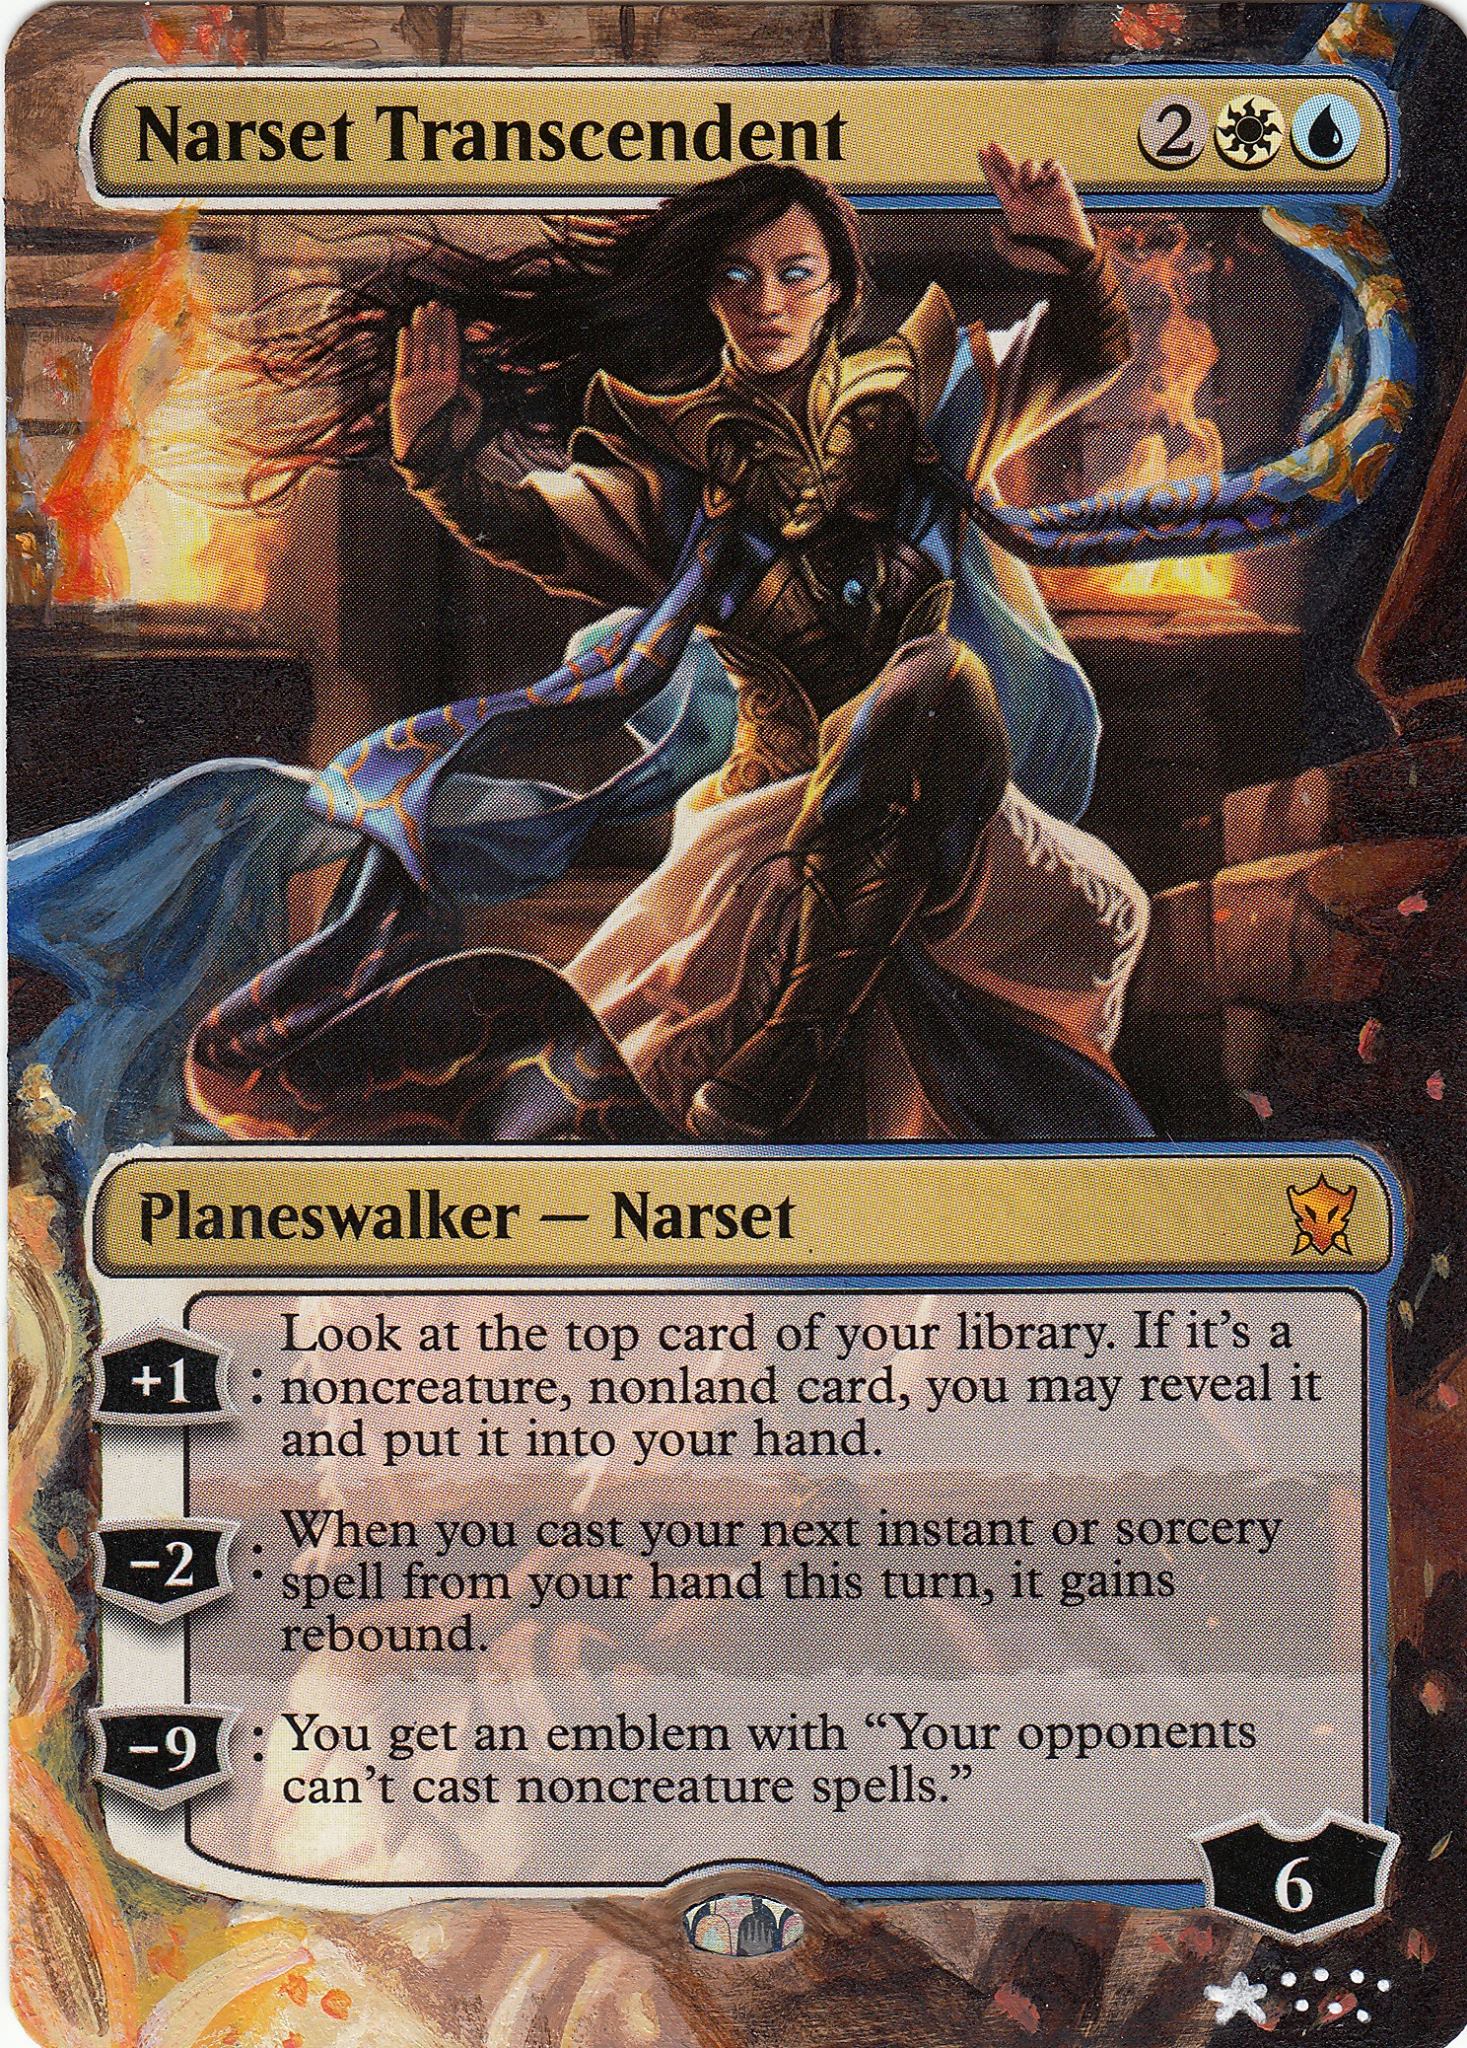 Narset Transcendent 2
Planeswalker — Narset
+1 : Look at the top card of your library. If it's a
noncreature, nonland card, you may reveal it
and put it into your hand.
−2 : When you cast your next instant or sorcery
spell from your hand this turn, it gains
rebound.
−9 : You get an emblem with “Your opponents
can't cast noncreature spells.”
6